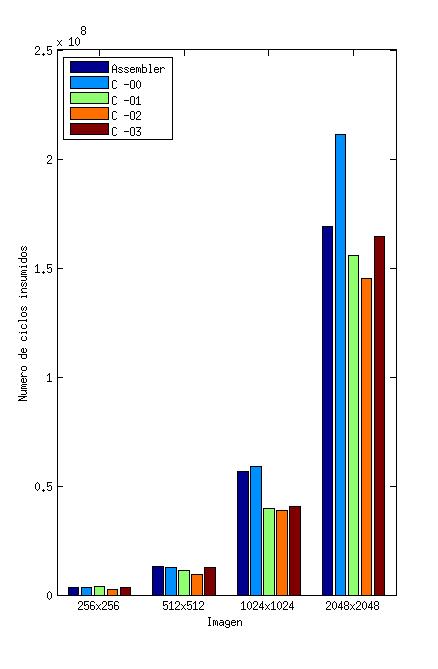 x 10^8
2.5
2
1.5
1
0.5
0
Assembler
C -O0
C -O1
C -O2
C -O3
Numero de ciclos insumidos
256x256 512x512 1024x1024 2048x2048
Imagen